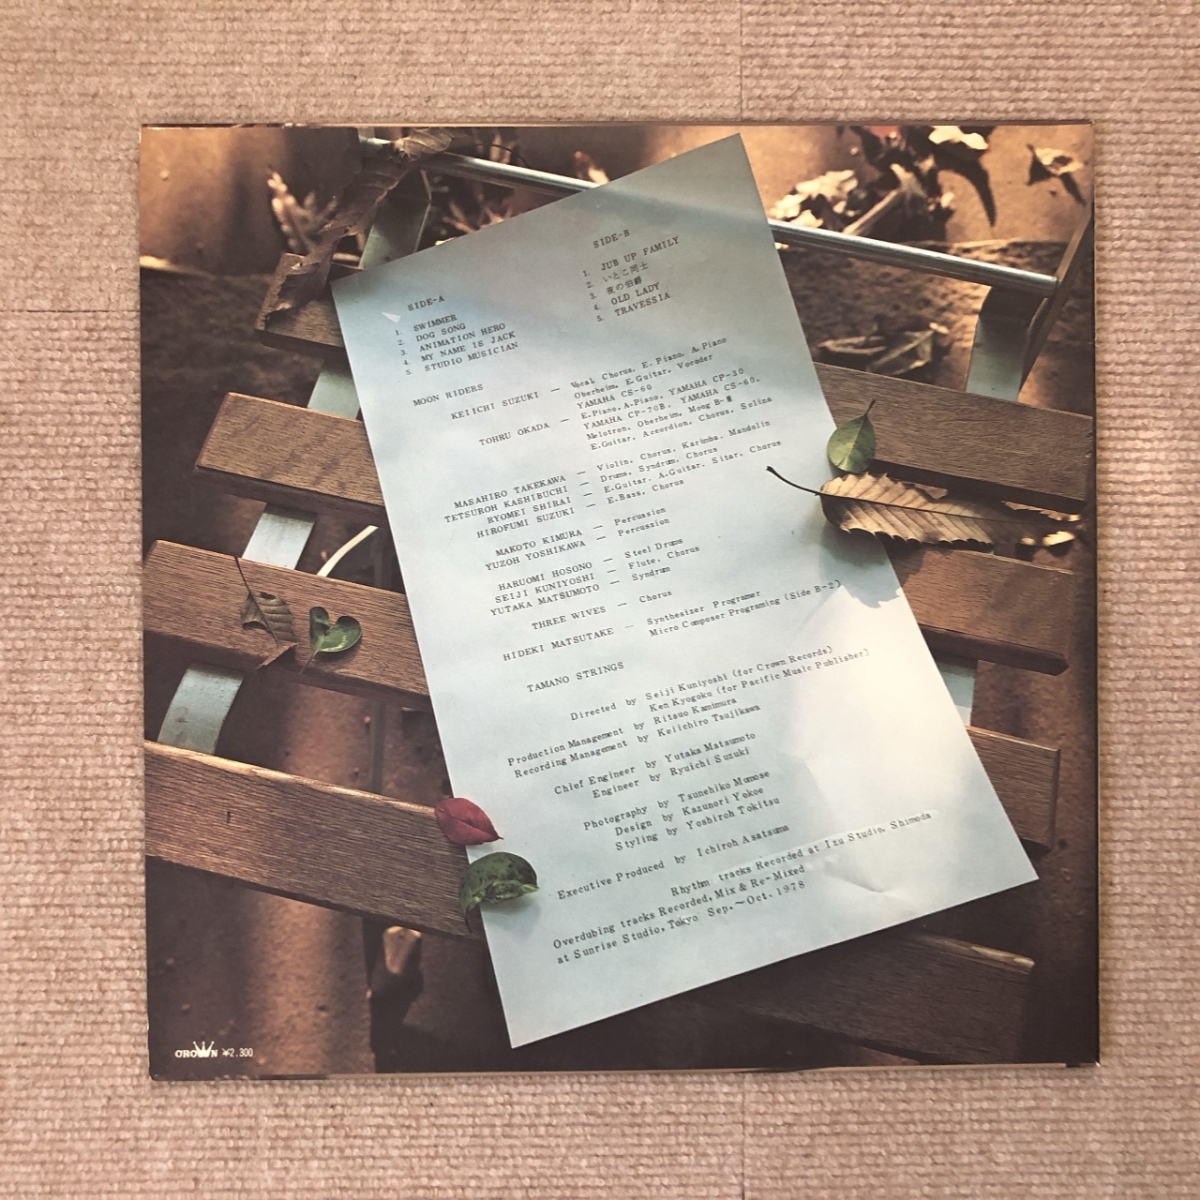 SIDE-A
1. SWIMMER
2. DOG SONG
3. ANIMATION HERO
4. MY NAME IS JACK
5. STUDIO MUSICIAN
SIDE-B
1. JUB UP FAMILY
2. いとこ同士
3. 夜の伯爵
4. OLD LADY
5. TRAVESSIA
MOON RIDERS
KEIICHI SUZUKI — Vocal, Chorus, E.Piano, A.Piano
Oberheim, E.Guitar, Vocoder
YAMAHA CS-60
TOHRU OKADA — E.Piano, A.Piano, YAMAHA CP-30
YAMAHA CP-70B, YAMAHA CS-60,
Melotron, Oberheim, Moog B-Ⅲ
E.Guitar, Accordion, Chorus, Solina
MASAHIRO TAKEKAWA — Violin, Chorus, Karimba, Mandolin
TETSUROH KASHIBUCHI — Drums, Syndrum, Chorus
RYOMEI SHIRAI — E.Guitar, A.Guitar, Sitar, Chorus
HIROFUMI SUZUKI — E.Bass, Chorus
MAKOTO KIMURA — Percussion
YUZOH YOSHIKAWA — Percussion
HARUOMI HOSONO — Steel Drums
SEIJI KUNIYOSHI — Flute, Chorus
YUTAKA MATSUMOTO — Syndrum
THREE WIVES — Chorus
HIDEKI MATSUTAKE — Synthesizer Programer
Micro Composer Programing (Side B-2)
TAMANO STRINGS
Directed by Seiji Kuniyoshi (for Crown Records)
Ken Kyogoku (for Pacific Music Publisher)
Production Management by Ritsuo Kamimura
Recording Management by Keiichiro Tsujikawa
Chief Engineer by Yutaka Matsumoto
Engineer by Ryuichi Suzuki
Photography by Tsunehiko Momose
Design by Kazunori Yokoe
Styling by Yoshiroh Tokitsu
Executive Produced by Ichiroh Asatsuma
Rhythm tracks Recorded at Izu Studio, Shimoda
Overdubing tracks Recorded, Mix & Re-Mixed
at Sunrise Studio, Tokyo Sep.〜Oct. 1978
CROWN ¥2,300